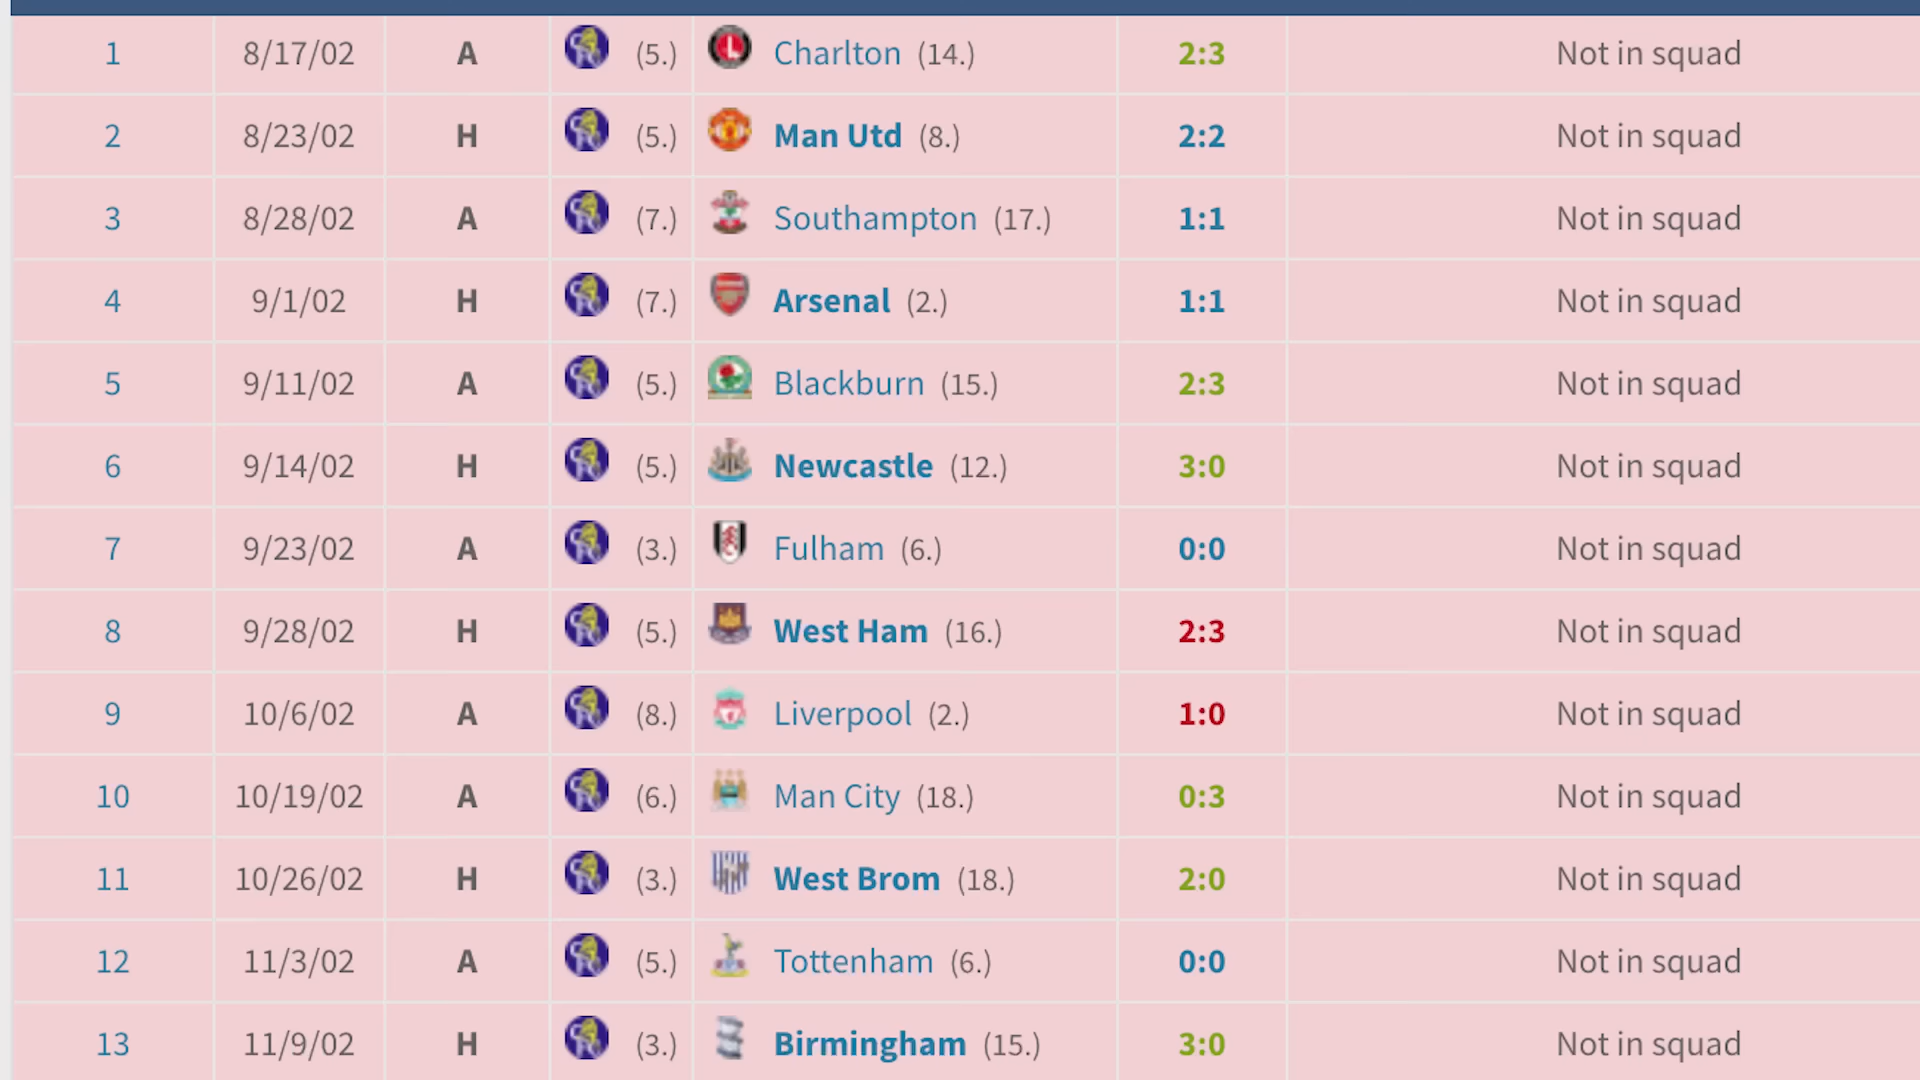 1 8/17/02 A (5.) Charlton (14.) 2:3 Not in squad
2 8/23/02 H (5.) Man Utd (8.) 2:2 Not in squad
3 8/28/02 A (7.) Southampton (17.) 1:1 Not in squad
4 9/1/02 H (7.) Arsenal (2.) 1:1 Not in squad
5 9/11/02 A (5.) Blackburn (15.) 2:3 Not in squad
6 9/14/02 H (5.) Newcastle (12.) 3:0 Not in squad
7 9/23/02 A (3.) Fulham (6.) 0:0 Not in squad
8 9/28/02 H (5.) West Ham (16.) 2:3 Not in squad
9 10/6/02 A (8.) Liverpool (2.) 1:0 Not in squad
10 10/19/02 A (6.) Man City (18.) 0:3 Not in squad
11 10/26/02 H (3.) West Brom (18.) 2:0 Not in squad
12 11/3/02 A (5.) Tottenham (6.) 0:0 Not in squad
13 11/9/02 H (3.) Birmingham (15.) 3:0 Not in squad